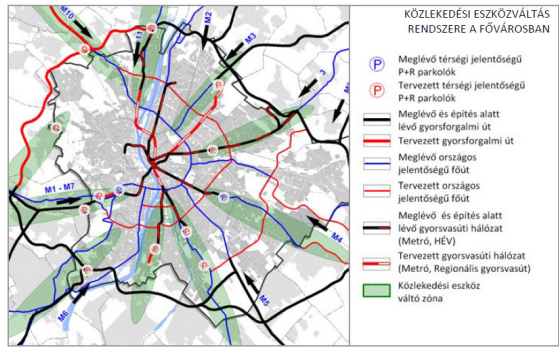 KÖZLEKEDÉSI ESZKÖZVÁLTÁS
RENDSZERE A FŐVÁROSBAN
P
Meglévő térségi jelentőségű
P+R parkolók
P
Tervezett térségi jelentőségű
P+R parkolók
Meglévő és építés alatt
lévő gyorsforgalmi út
Tervezett gyorsforgalmi út
Meglévő országos
jelentőségű főút
Tervezett országos
jelentőségű főút
Meglévő és építés alatt
lévő gyorsvasúti hálózat
(Metró, HÉV)
Tervezett gyorsvasúti hálózat
(Metró, Regionális gyorsvasút)
Közlekedési eszköz
váltó zóna
M10
11
M2
M3
3
M1 - M7
M4
M5
M6